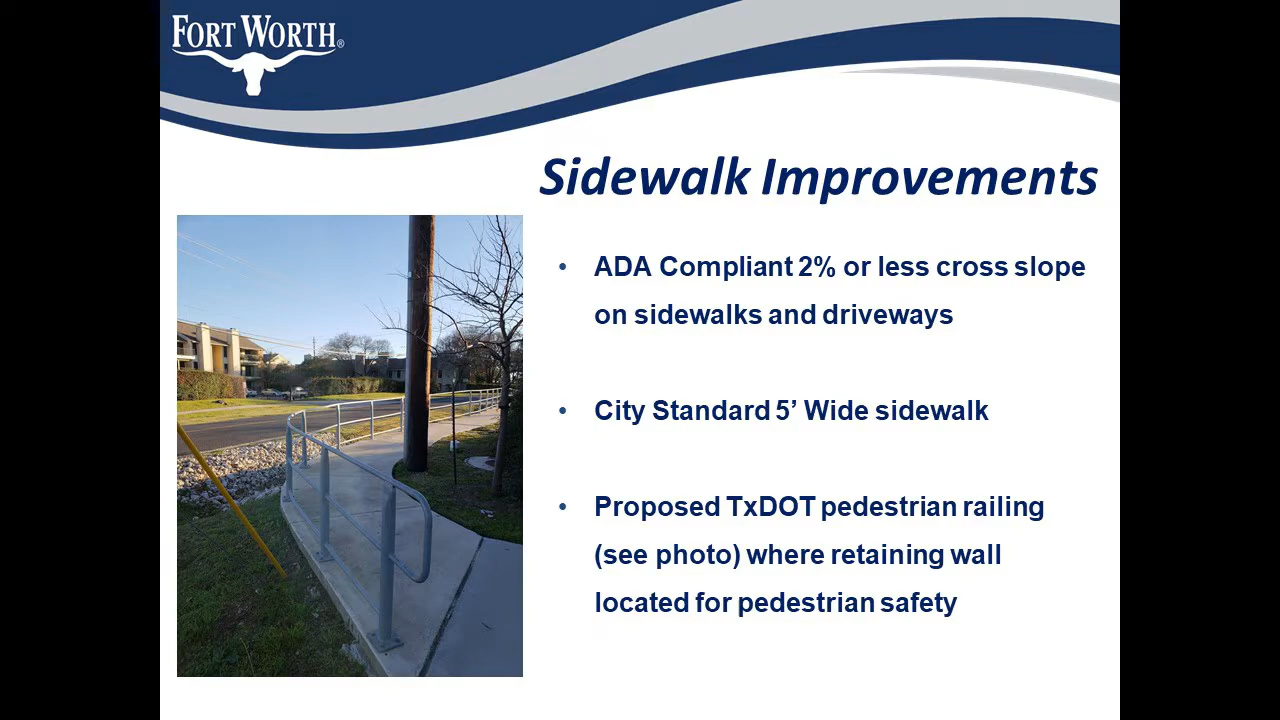 FORT WORTH®
Sidewalk Improvements
• ADA Compliant 2% or less cross slope
on sidewalks and driveways
• City Standard 5’ Wide sidewalk
• Proposed TxDOT pedestrian railing
(see photo) where retaining wall
located for pedestrian safety